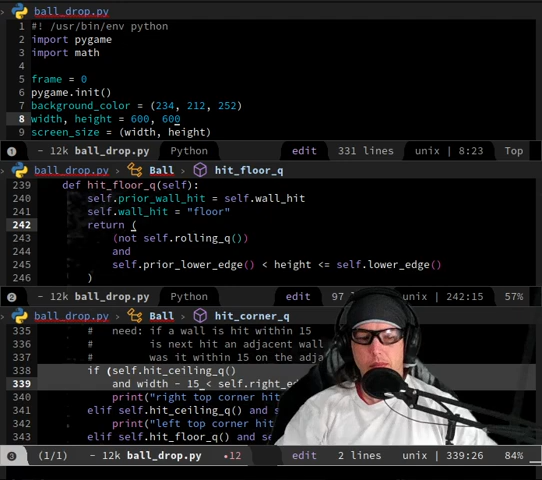 ball_drop.py
1 #! /usr/bin/env python
2 import pygame
3 import math
4
5 frame = 0
6 pygame.init()
7 background_color = (234, 212, 252)
8 width, height = 600, 600
9 screen_size = (width, height)
1 - 12k ball_drop.py Python edit 331 lines unix | 8:23 Top
ball_drop.py › Ball › hit_floor_q
239 def hit_floor_q(self):
240 self.prior_wall_hit = self.wall_hit
241 self.wall_hit = "floor"
242 return (
243 (not self.rolling_q())
244 and
245 self.prior_lower_edge() < height <= self.lower_edge()
246 )
2 - 12k ball_drop.py Python edit 97 unix | 242:15 57%
ball_drop.py › Ball › hit_corner_q
335 # need: if a wall is hit within 15
336 # is next hit an adjacent wall
337 # was it within 15 on the
338 if (self.hit_ceiling_q()
339 and width - 15 < self.
340 print("right top corner
341 elif self.hit_ceiling_q() and
342 print("left top corner
343 elif self.hit_floor_q() and
3 (1/1) - 12k ball_drop.py •12 edit 2 lines unix | 339:26 84%